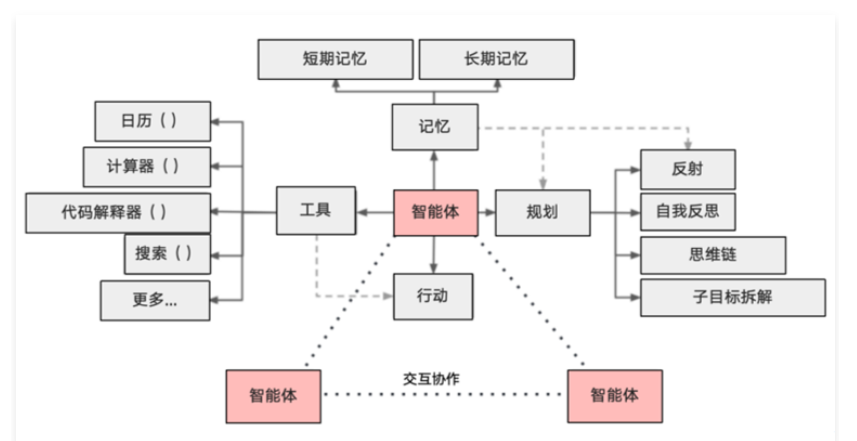 短期记忆
长期记忆
日历（）
记忆
计算器（）
反射
代码解释器（）
工具
智能体
规划
自我反思
搜索（）
思维链
更多...
行动
子目标拆解
交互协作
智能体
智能体